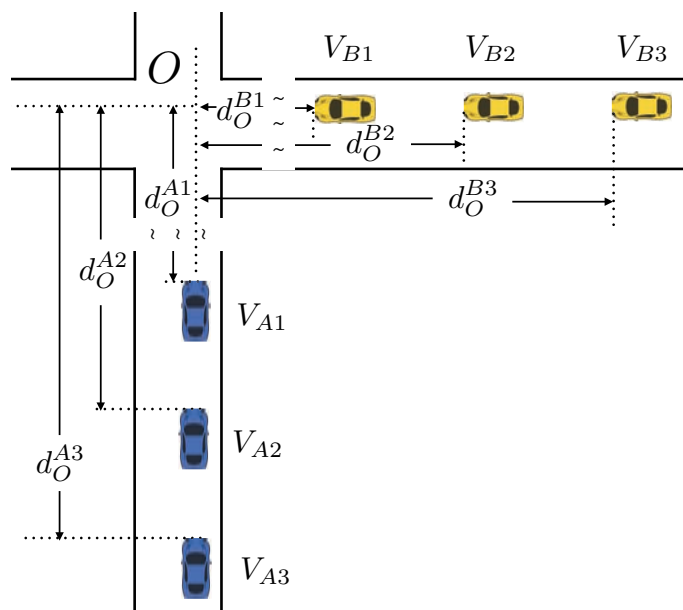 V_{B1} V_{B2} V_{B3}
O
d_O^{B1}
d_O^{B2}
d_O^{A1} d_O^{B3}
d_O^{A2}
V_{A1}
V_{A2}
d_O^{A3}
V_{A3}